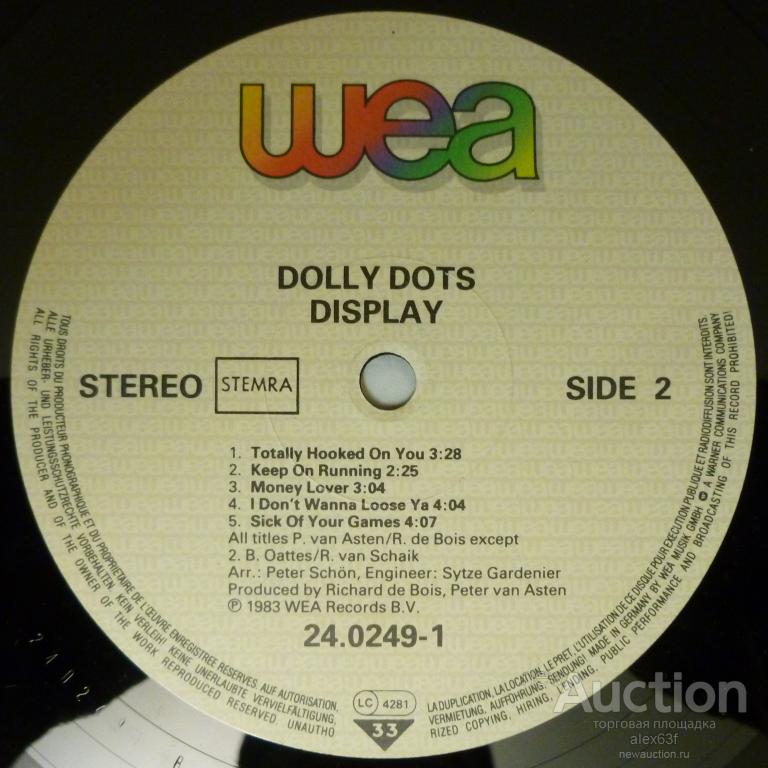 wea
DOLLY DOTS
DISPLAY
STEREO STEMRA SIDE 2
1. Totally Hooked On You 3:28
2. Keep On Running 2:25
3. Money Lover 3:04
4. I Don't Wanna Loose Ya 4:04
5. Sick Of Your Games 4:07
All titles P. van Asten/R. de Bois except
2. B. Oattes/R. van Schaik
Arr.: Peter Schön, Engineer: Sytze Gardenier
Produced by Richard de Bois, Peter van Asten
℗ 1983 WEA Records B.V.
24.0249-1
LC 4281
33
TOUS DROITS DU PRODUCTEUR PHONOGRAPHIQUE ET DU PROPRIETAIRE DE L'ŒUVRE ENREGISTREE RESERVES. SAUF AUTORISATION, LA DUPLICATION, LA LOCATION, LE PRET, L'UTILISATION DE CE DISQUE POUR EXECUTION PUBLIQUE ET RADIODIFFUSION SONT INTERDITS.
ALLE URHEBER- UND LEISTUNGSSCHUTZRECHTE VORBEHALTEN. KEIN VERLEIH! KEINE UNERLAUBTE VERVIELFÄLTIGUNG, VERMIETUNG, AUFFÜHRUNG, SENDUNG! MADE IN GERMANY BY WEA MUSIK GMBH A WARNER COMMUNICATIONS COMPANY
ALL RIGHTS OF THE PRODUCER AND OF THE OWNER OF THE WORK REPRODUCED RESERVED. UNAUTHORIZED COPYING, HIRING, LENDING, PUBLIC PERFORMANCE AND BROADCASTING OF THIS RECORD PROHIBITED!
Auction
торговая площадка
alex63f
newauction.ru